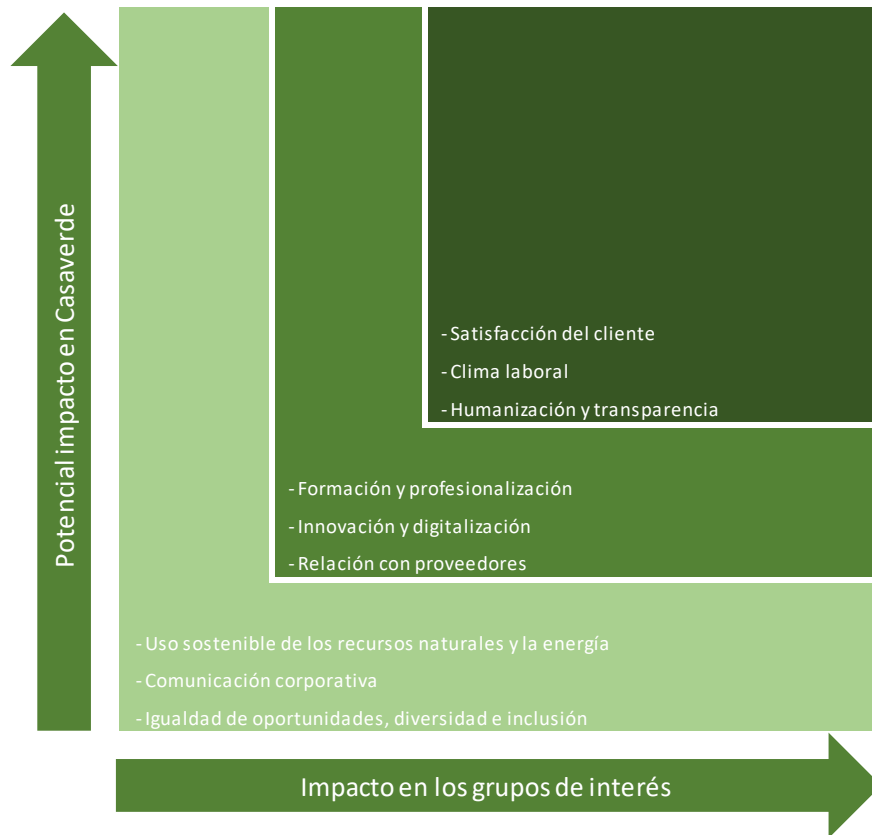 Potencial impacto en Casaverde
- Satisfacción del cliente
- Clima laboral
- Humanización y transparencia
- Formación y profesionalización
- Innovación y digitalización
- Relación con proveedores
- Uso sostenible de los recursos naturales y la energía
- Comunicación corporativa
- Igualdad de oportunidades, diversidad e inclusión
Impacto en los grupos de interés